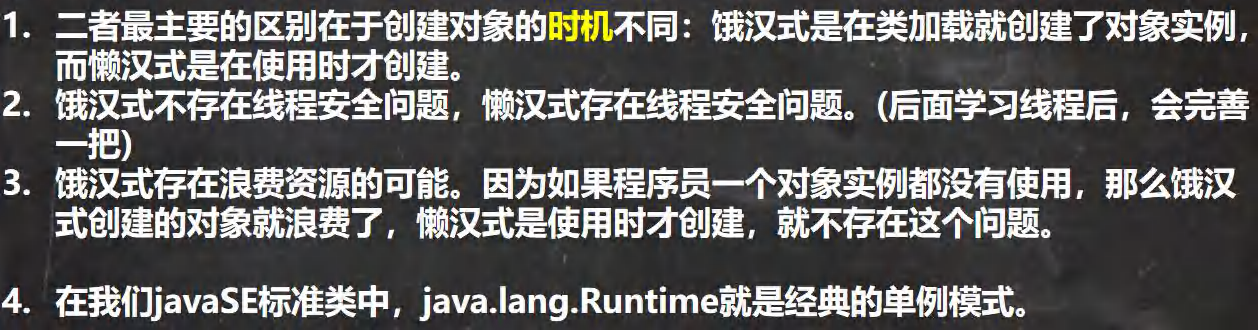 1. 二者最主要的区别在于创建对象的时机不同：饿汉式是在类加载就创建了对象实例，
而懒汉式是在使用时才创建。
2. 饿汉式不存在线程安全问题，懒汉式存在线程安全问题。(后面学习线程后，会完善
一把)
3. 饿汉式存在浪费资源的可能。因为如果程序员一个对象实例都没有使用，那么饿汉
式创建的对象就浪费了，懒汉式是使用时才创建，就不存在这个问题。
4. 在我们javaSE标准类中，java.lang.Runtime就是经典的单例模式。